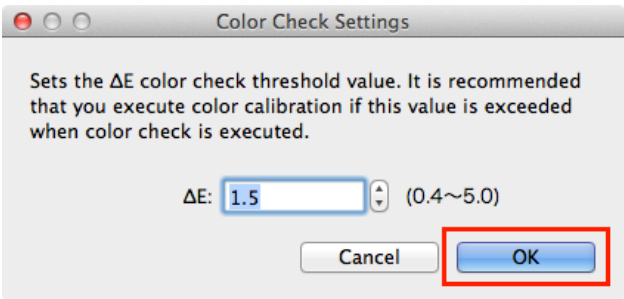 Color Check Settings
Sets the ΔE color check threshold value. It is recommended
that you execute color calibration if this value is exceeded
when color check is executed.
ΔE: 1.5 (0.4～5.0)
Cancel OK